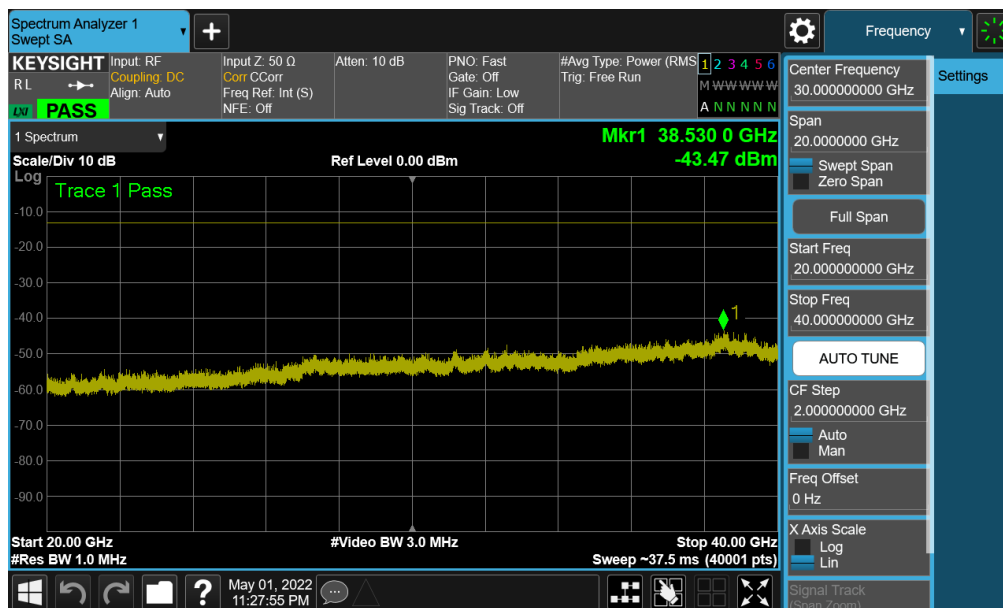 Spectrum Analyzer 1
Swept SA
Frequency
KEYSIGHT
Input: RF
Coupling: DC
Align: Auto
Input Z: 50 Ω
Corr CCorr
Freq Ref: Int (S)
NFE: Off
Atten: 10 dB
PNO: Fast
Gate: Off
IF Gain: Low
Sig Track: Off
#Avg Type: Power (RMS
Trig: Free Run
1 2 3 4 5 6
M W W W W W
A N N N N N
R L
LXI
PASS
Center Frequency
30.000000000 GHz
Settings
1 Spectrum
Mkr1 38.530 0 GHz
-43.47 dBm
Scale/Div 10 dB
Ref Level 0.00 dBm
Log
Trace 1 Pass
-10.0
-20.0
-30.0
-40.0
-50.0
-60.0
-70.0
-80.0
-90.0
1
Start 20.00 GHz
#Video BW 3.0 MHz
Stop 40.00 GHz
#Res BW 1.0 MHz
Sweep ~37.5 ms (40001 pts)
Span
20.0000000 GHz
Swept Span
Zero Span
Full Span
Start Freq
20.000000000 GHz
Stop Freq
40.000000000 GHz
AUTO TUNE
CF Step
2.000000000 GHz
Auto
Man
Freq Offset
0 Hz
X Axis Scale
Log
Lin
Signal Track
(Span Zoom)
?
May 01, 2022
11:27:55 PM